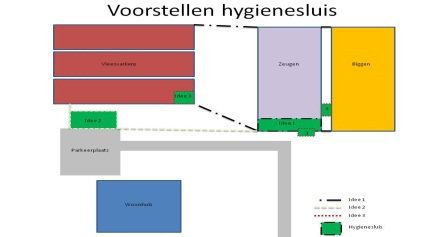 Voorstellen hygienesluis
Vleesvarkens
Zeugen
Biggen
Idee 3
Idee 2
Idee 1
Parkeerplaats
Woonhuis
Idee 1
Idee 2
Idee 3
Hygienesluis